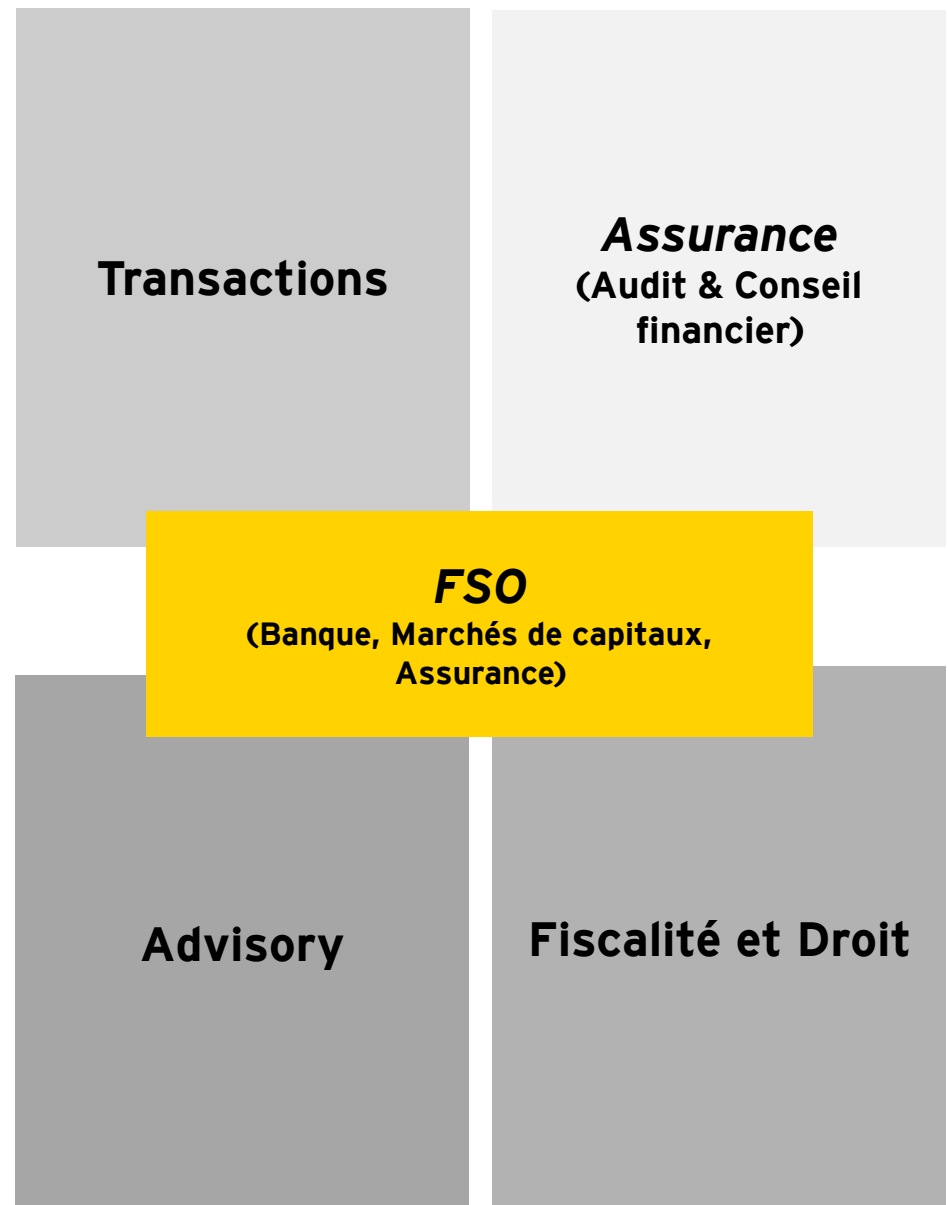 Transactions
Assurance
(Audit & Conseil
financier)
FSO
(Banque, Marchés de capitaux,
Assurance)
Advisory
Fiscalité et Droit